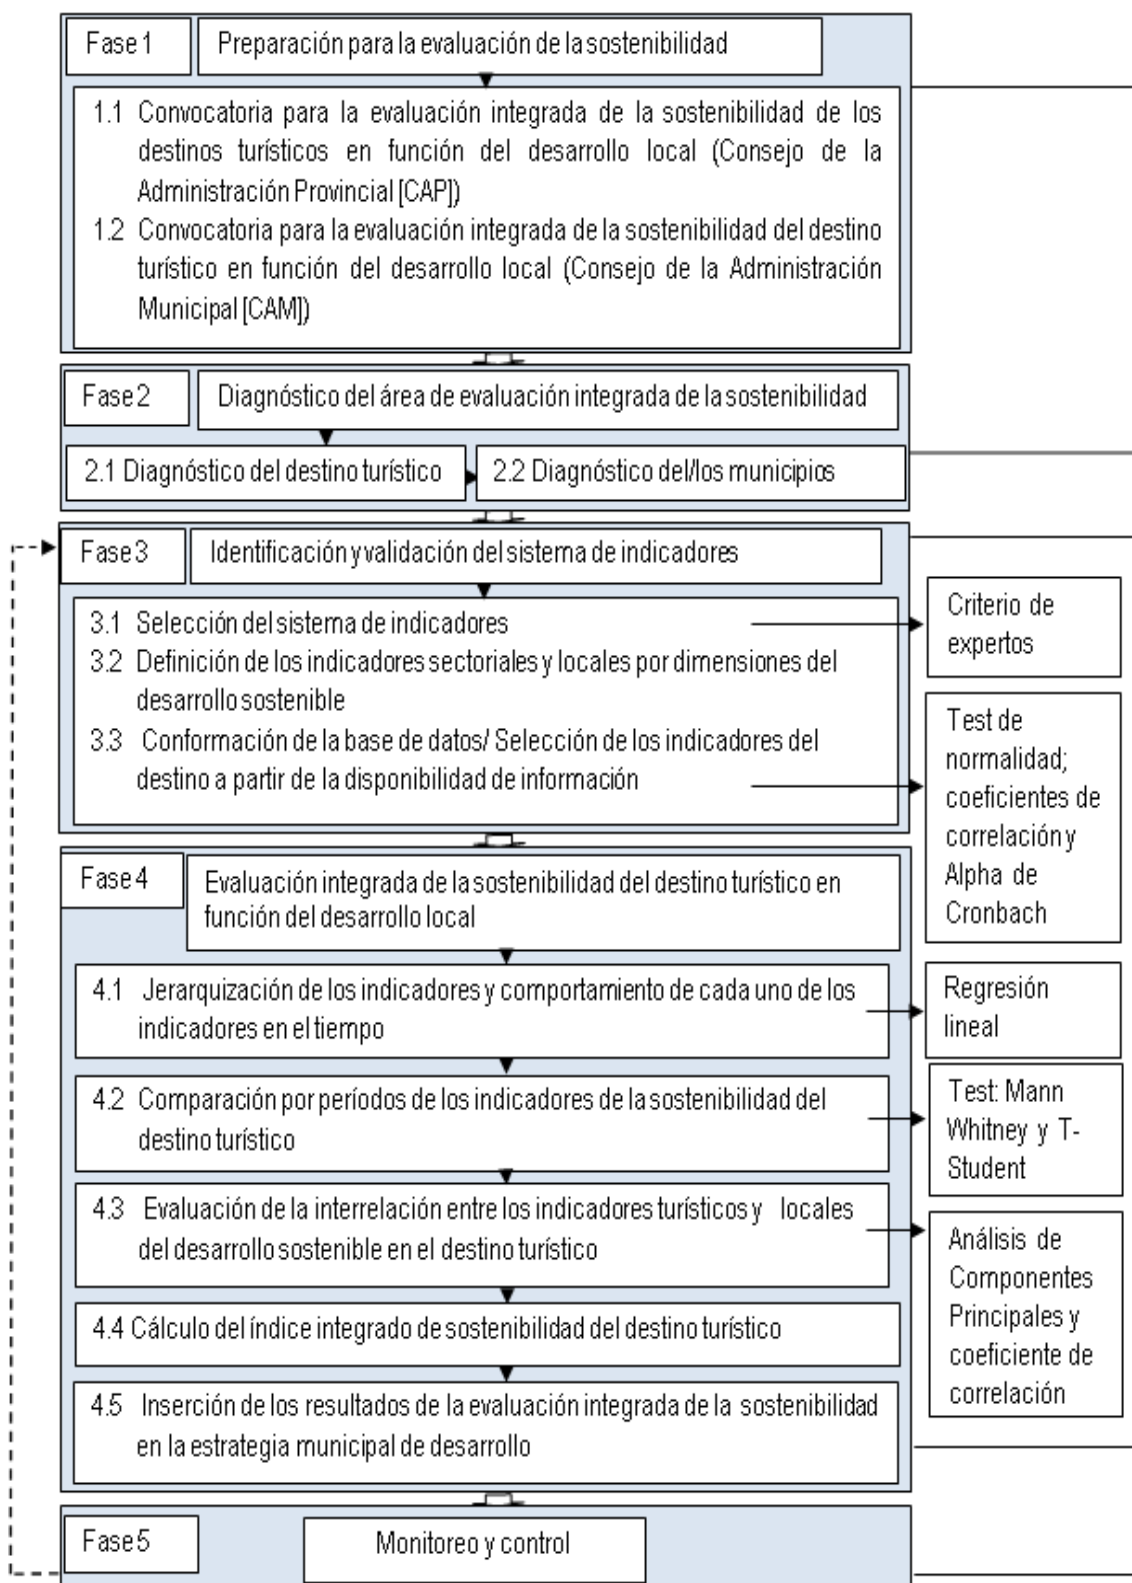 Fase 1
Preparación para la evaluación de la sostenibilidad
1.1 Convocatoria para la evaluación integrada de la sostenibilidad de los
destinos turísticos en función del desarrollo local (Consejo de la
Administración Provincial [CAP])
1.2 Convocatoria para la evaluación integrada de la sostenibilidad del destino
turístico en función del desarrollo local (Consejo de la Administración
Municipal [CAM])
Fase 2
Diagnóstico del área de evaluación integrada de la sostenibilidad
2.1 Diagnóstico del destino turístico
2.2 Diagnóstico del/los municipios
Fase 3
Identificación y validación del sistema de indicadores
3.1 Selección del sistema de indicadores
3.2 Definición de los indicadores sectoriales y locales por dimensiones del
desarrollo sostenible
3.3 Conformación de la base de datos/ Selección de los indicadores del
destino a partir de la disponibilidad de información
Criterio de
expertos
Test de
normalidad;
coeficientes de
correlación y
Alpha de
Cronbach
Fase 4
Evaluación integrada de la sostenibilidad del destino turístico en
función del desarrollo local
4.1 Jerarquización de los indicadores y comportamiento de cada uno de los
indicadores en el tiempo
Regresión
lineal
4.2 Comparación por períodos de los indicadores de la sostenibilidad del
destino turístico
Test: Mann
Whitney y T-
Student
4.3 Evaluación de la interrelación entre los indicadores turísticos y locales
del desarrollo sostenible en el destino turístico
Análisis de
Componentes
Principales y
coeficiente de
correlación
4.4 Cálculo del índice integrado de sostenibilidad del destino turístico
4.5 Inserción de los resultados de la evaluación integrada de la sostenibilidad
en la estrategia municipal de desarrollo
Fase 5
Monitoreo y control